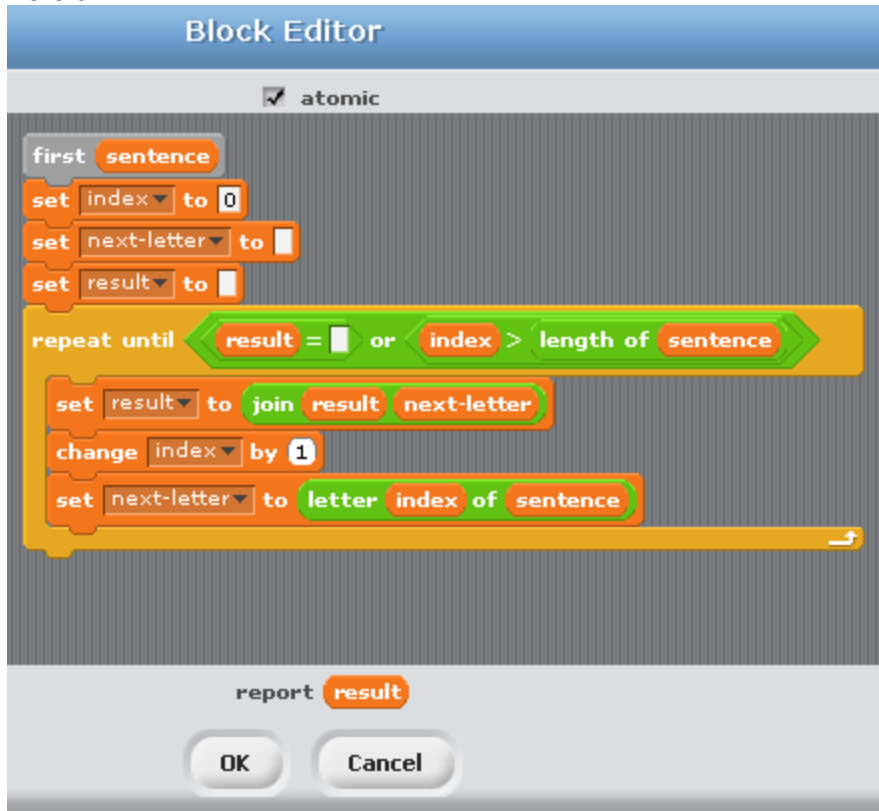 Block Editor
atomic
first sentence
set index to 0
set next-letter to
set result to
repeat until result = or index > length of sentence
set result to join result next-letter
change index by 1
set next-letter to letter index of sentence
report result
OK Cancel